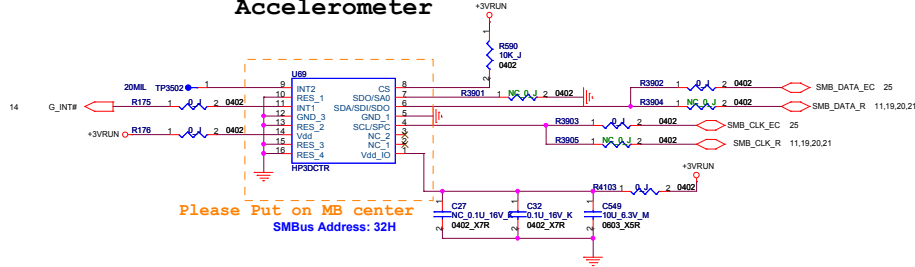 Accelerometer
+3VRUN
R590
10K_J
0402
U69
20MIL TP3502
INT2
RES_1
INT1
GND_3
RES_2
Vdd
RES_3
RES_4
CS
SDO/SA0
SDA/SDI/SDO
GND_1
SCL/SPC
NC_2
NC_1
Vdd_IO
9
10
11
12
13
14
15
16
8
7
6
5
4
3
2
1
HP3DCTR
14 G_INT# R175 1 0_J 2 0402
+3VRUN R176 1 0_J 2 0402
R3901 1 NC_0_J 2 0402
R3902 1 0_J 2 0402 SMB_DATA_EC 25
R3904 1 NC_0_J 2 0402 SMB_DATA_R 11,19,20,21
R3903 1 0_J 2 0402 SMB_CLK_EC 25
R3905 1 NC_0_J 2 0402 SMB_CLK_R 11,19,20,21
+3VRUN
R4103 1 0_J 2 0402
Please Put on MB center
SMBus Address: 32H
C27
NC_0.1U_16V_K
0402_X7R
C32
0.1U_16V_K
0402_X7R
C549
10U_6.3V_M
0603_X5R